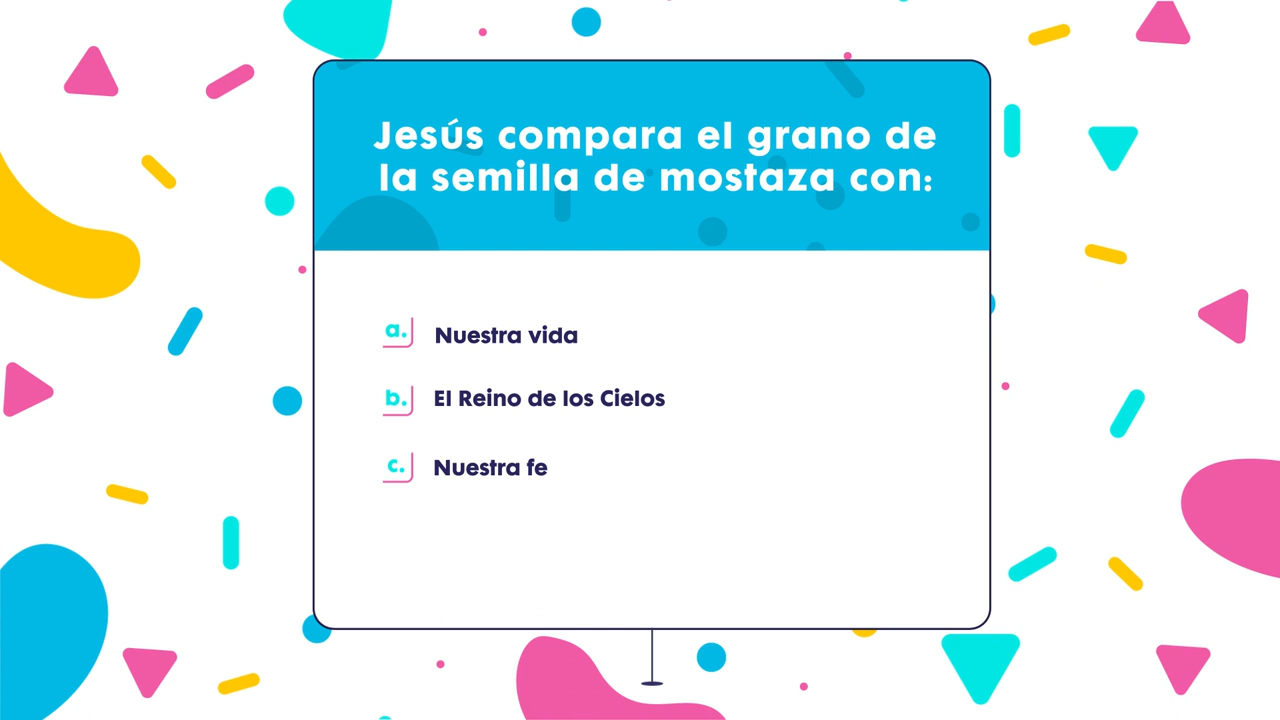 Jesús compara el grano de
la semilla de mostaza con:
a. Nuestra vida
b. El Reino de los Cielos
c. Nuestra fe